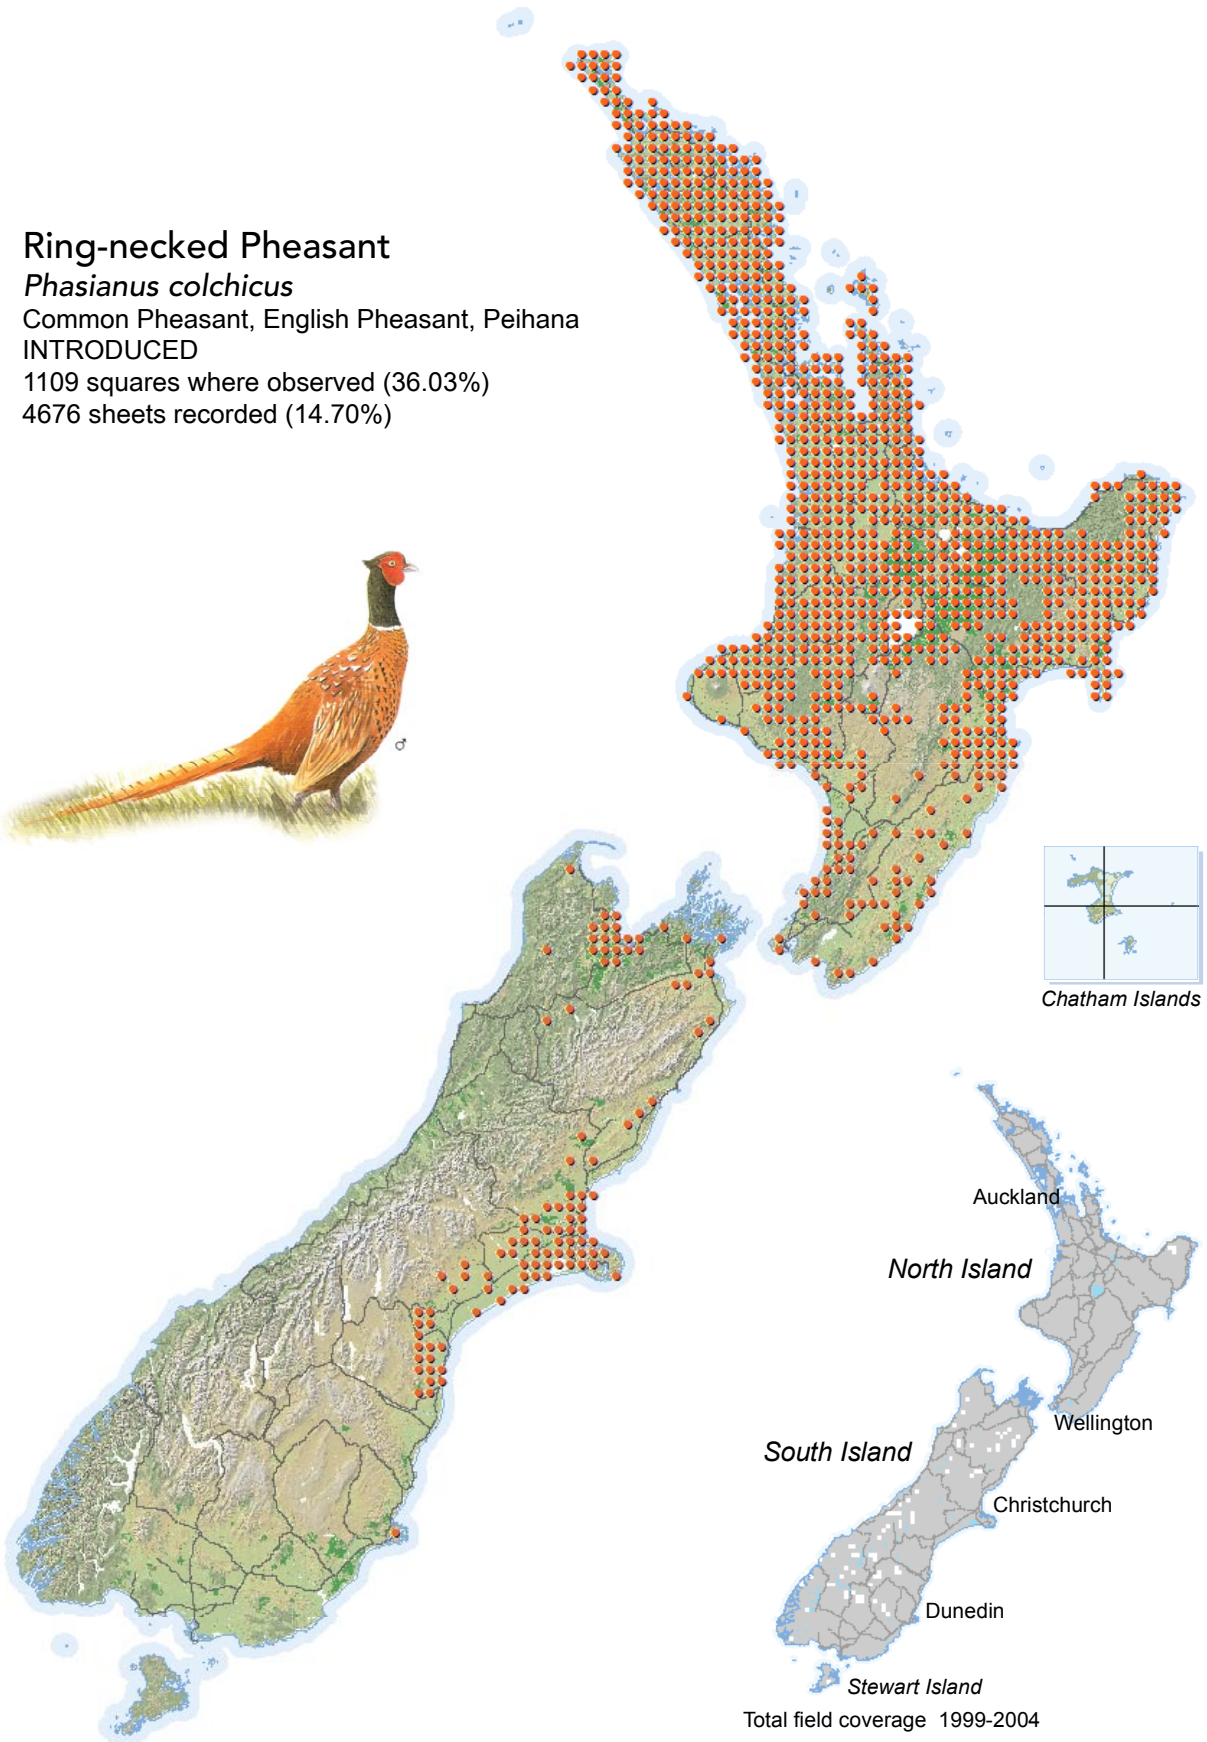 Ring-necked Pheasant
Phasianus colchicus
Common Pheasant, English Pheasant, Peihana
INTRODUCED
1109 squares where observed (36.03%)
4676 sheets recorded (14.70%)
♂
Chatham Islands
Auckland
North Island
Wellington
South Island
Christchurch
Dunedin
Stewart Island
Total field coverage 1999-2004